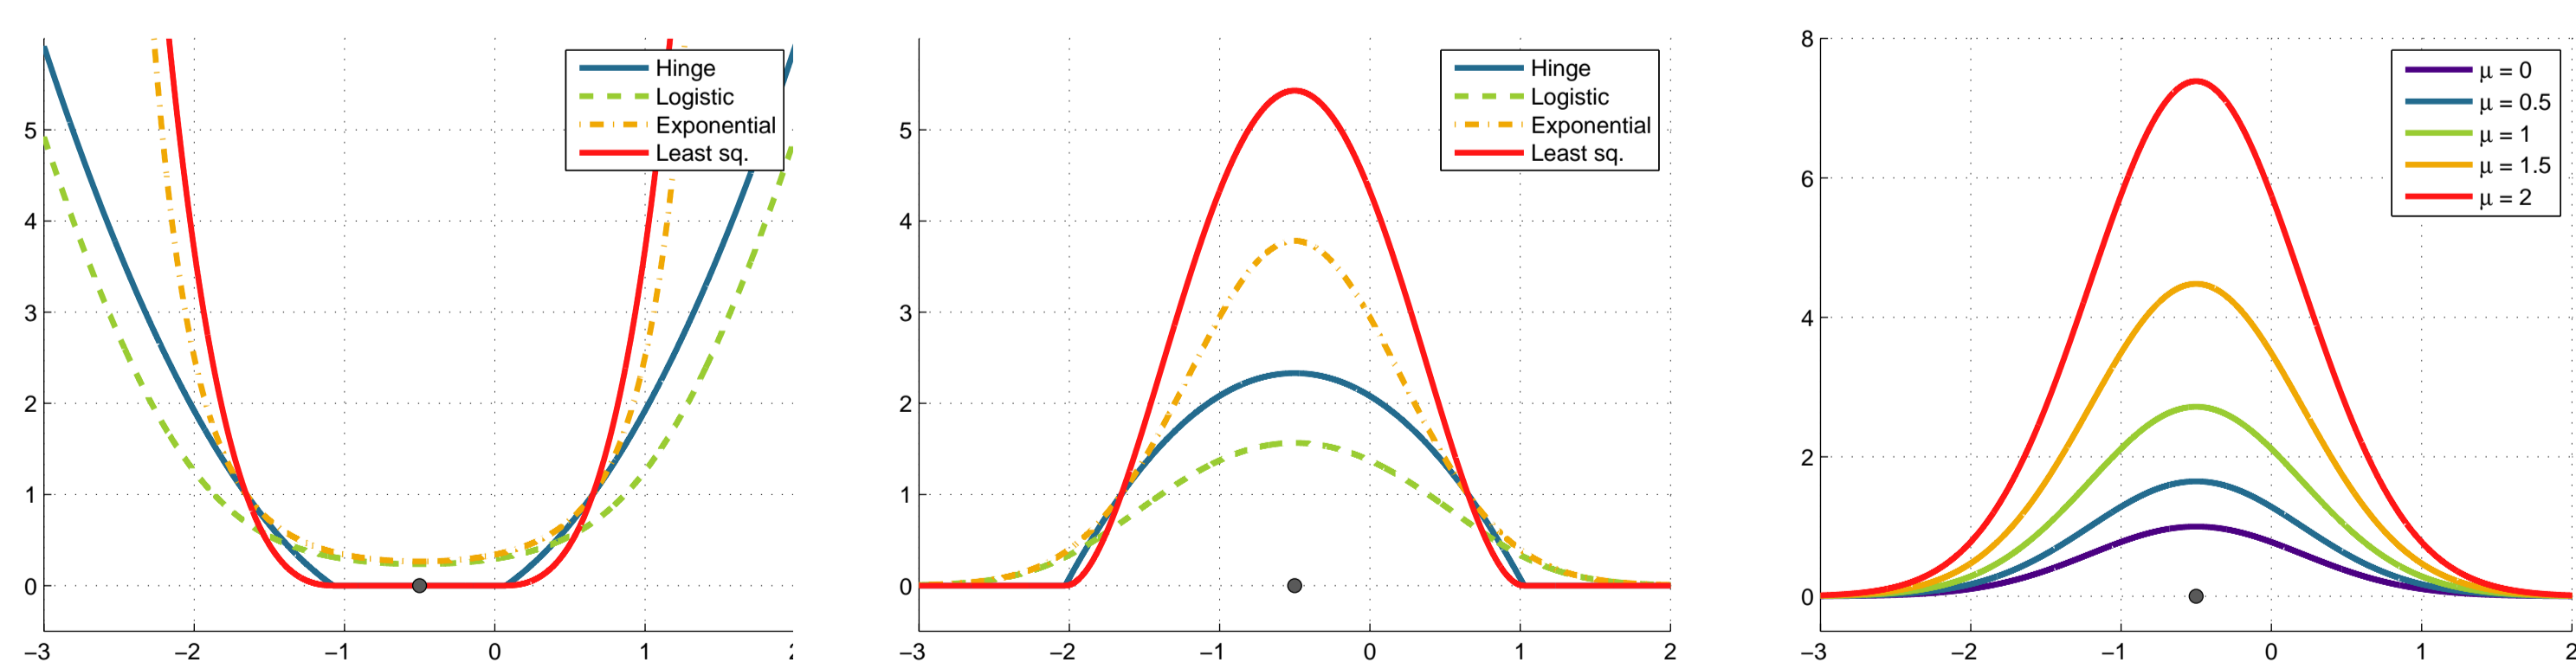 Hinge
Logistic
Exponential
Least sq.
5
4
3
2
1
0
−3 −2 −1 0 1
Hinge
Logistic
Exponential
Least sq.
5
4
3
2
1
0
−3 −2 −1 0 1 2
8
6
4
2
0
μ = 0
μ = 0.5
μ = 1
μ = 1.5
μ = 2
−3 −2 −1 0 1 2